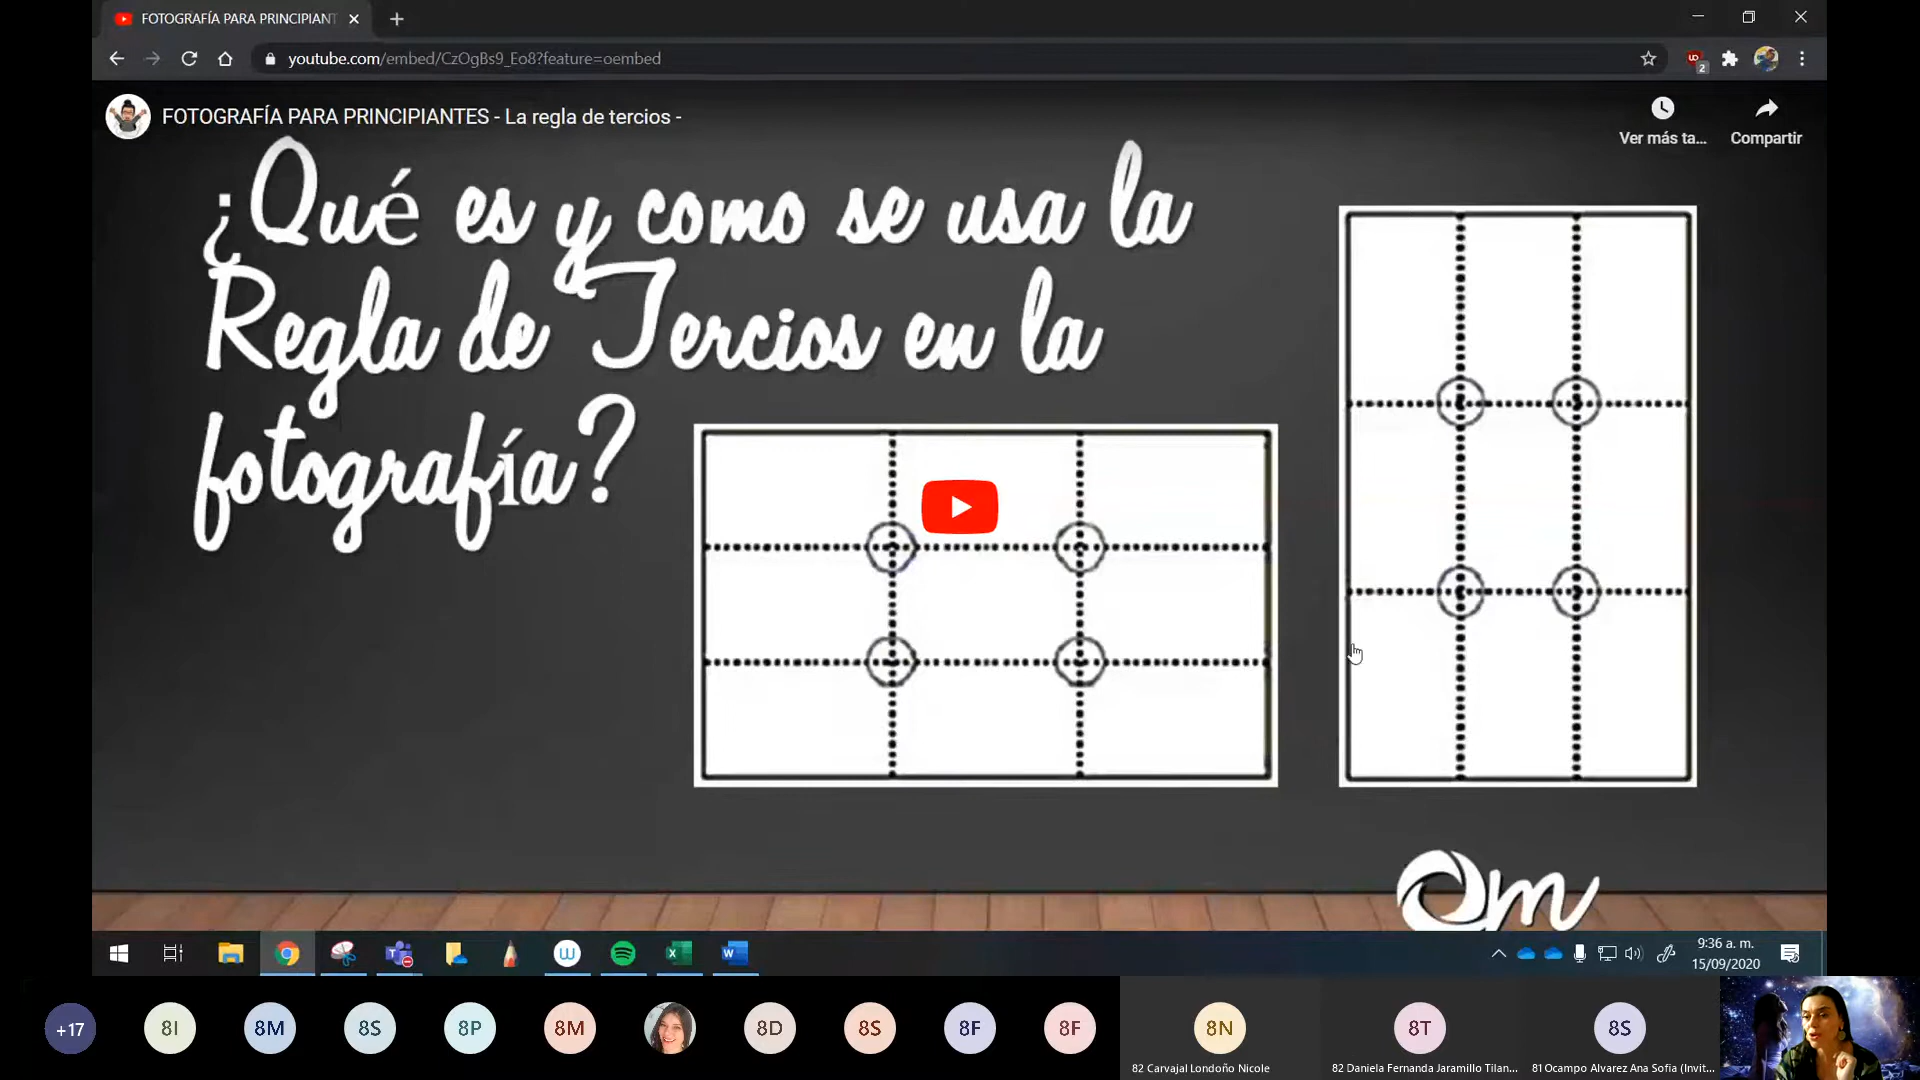 FOTOGRAFÍA PARA PRINCIPIANT
youtube.com/embed/CzOgBs9_Eo8?feature=oembed
2
FOTOGRAFÍA PARA PRINCIPIANTES - La regla de tercios -
Ver más ta...
Compartir
¿Qué es y como se usa la
Regla de Tercios en la
fotografía?
Om
9:36 a. m.
15/09/2020
+17
8I
8M
8S
8P
8M
8D
8S
8F
8F
8N
8T
8S
82 Carvajal Londoño Nicole
82 Daniela Fernanda Jaramillo Tilan...
81 Ocampo Alvarez Ana Sofia (Invit...